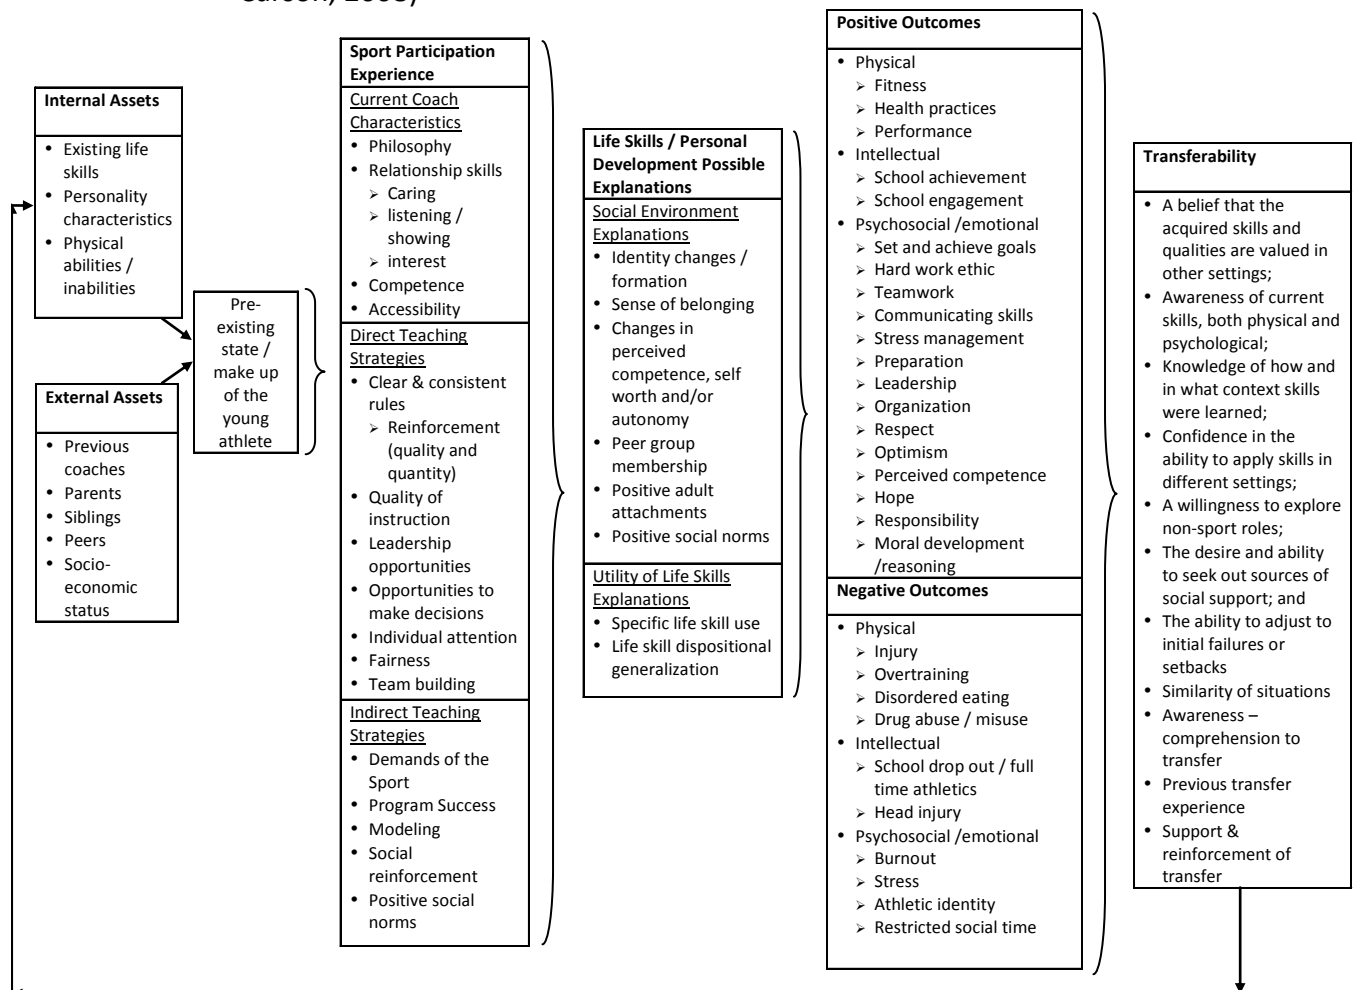 Internal Assets
• Existing life
skills
• Personality
characteristics
• Physical
abilities /
inabilities
External Assets
• Previous
coaches
• Parents
• Siblings
• Peers
• Socio-
economic
status
Pre-
existing
state /
make up
of the
young
athlete
Sport Participation
Experience
Current Coach
Characteristics
• Philosophy
• Relationship skills
➢ Caring
➢ listening /
showing
➢ interest
• Competence
• Accessibility
Direct Teaching
Strategies
• Clear & consistent
rules
➢ Reinforcement
(quality and
quantity)
• Quality of
instruction
• Leadership
opportunities
• Opportunities to
make decisions
• Individual attention
• Fairness
• Team building
Indirect Teaching
Strategies
• Demands of the
Sport
• Program Success
• Modeling
• Social
reinforcement
• Positive social
norms
Life Skills / Personal
Development Possible
Explanations
Social Environment
Explanations
• Identity changes /
formation
• Sense of belonging
• Changes in
perceived
competence, self
worth and/or
autonomy
• Peer group
membership
• Positive adult
attachments
• Positive social norms
Utility of Life Skills
Explanations
• Specific life skill use
• Life skill dispositional
generalization
Positive Outcomes
• Physical
➢ Fitness
➢ Health practices
➢ Performance
• Intellectual
➢ School achievement
➢ School engagement
• Psychosocial /emotional
➢ Set and achieve goals
➢ Hard work ethic
➢ Teamwork
➢ Communicating skills
➢ Stress management
➢ Preparation
➢ Leadership
➢ Organization
➢ Respect
➢ Optimism
➢ Perceived competence
➢ Hope
➢ Responsibility
➢ Moral development
/reasoning
Negative Outcomes
• Physical
➢ Injury
➢ Overtraining
➢ Disordered eating
➢ Drug abuse / misuse
• Intellectual
➢ School drop out / full
time athletics
➢ Head injury
• Psychosocial /emotional
➢ Burnout
➢ Stress
➢ Athletic identity
➢ Restricted social time
Transferability
• A belief that the
acquired skills and
qualities are valued in
other settings;
• Awareness of current
skills, both physical and
psychological;
• Knowledge of how and
in what context skills
were learned;
• Confidence in the
ability to apply skills in
different settings;
• A willingness to explore
non-sport roles;
• The desire and ability
to seek out sources of
social support; and
• The ability to adjust to
initial failures or
setbacks
• Similarity of situations
• Awareness –
comprehension to
transfer
• Previous transfer
experience
• Support &
reinforcement of
transfer